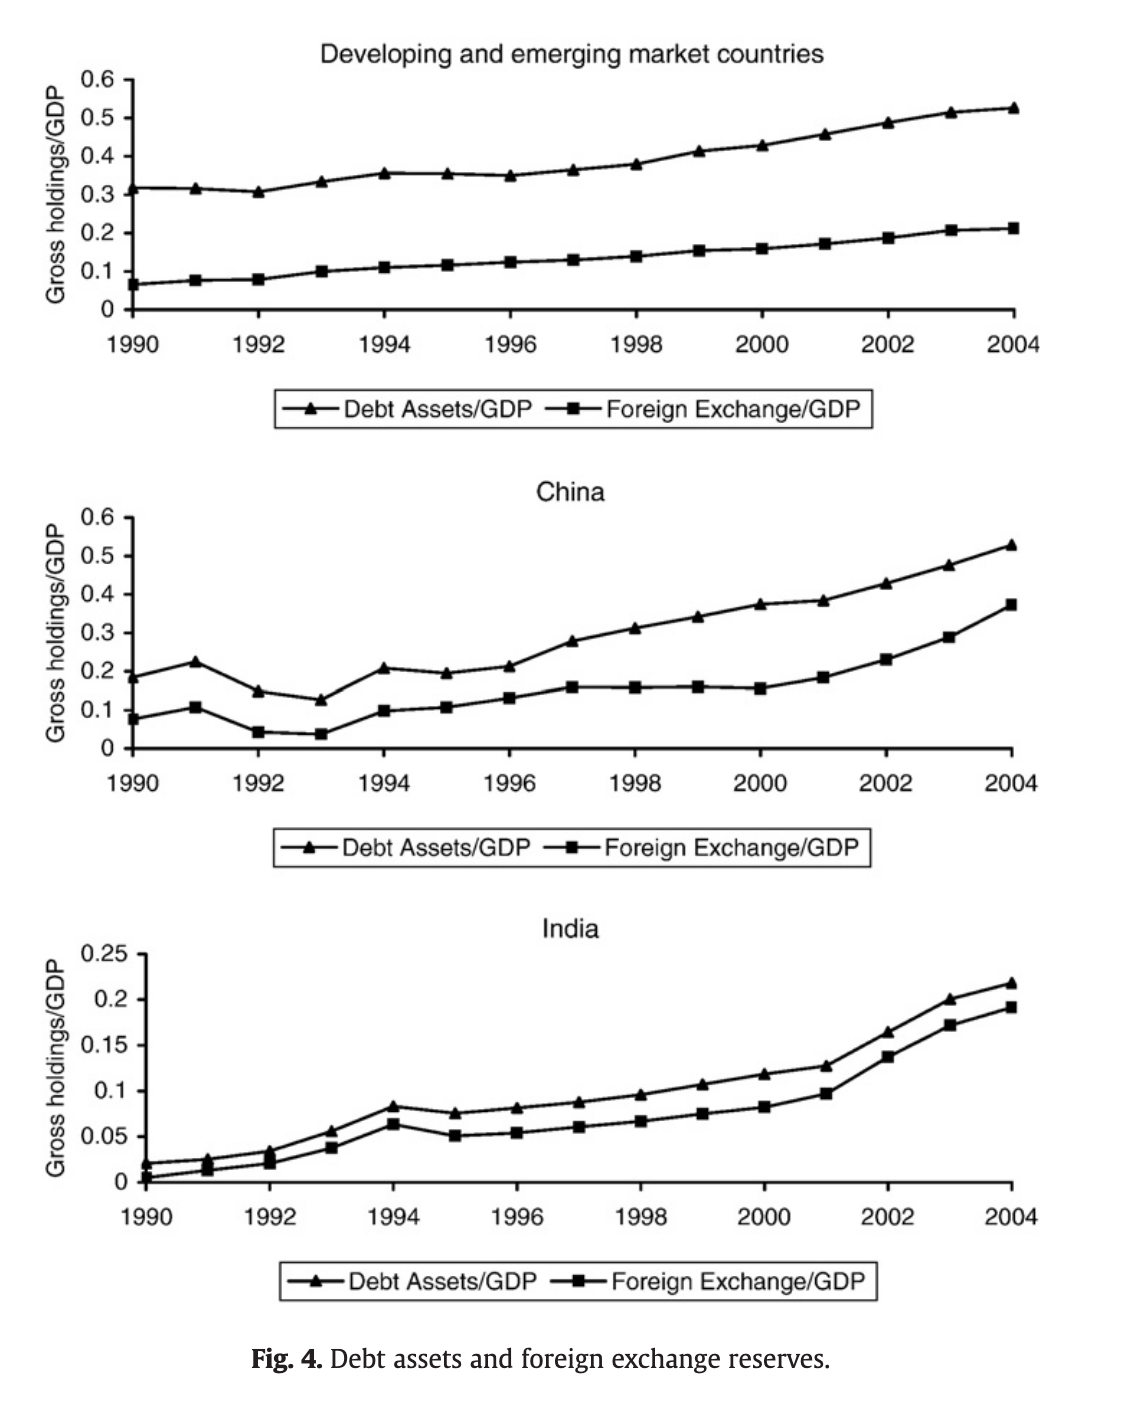 Developing and emerging market countries
Gross holdings/GDP
0.6
0.5
0.4
0.3
0.2
0.1
0
1990 1992 1994 1996 1998 2000 2002 2004
Debt Assets/GDP Foreign Exchange/GDP
China
Gross holdings/GDP
0.6
0.5
0.4
0.3
0.2
0.1
0
1990 1992 1994 1996 1998 2000 2002 2004
Debt Assets/GDP Foreign Exchange/GDP
India
Gross holdings/GDP
0.25
0.2
0.15
0.1
0.05
0
1990 1992 1994 1996 1998 2000 2002 2004
Debt Assets/GDP Foreign Exchange/GDP
Fig. 4. Debt assets and foreign exchange reserves.